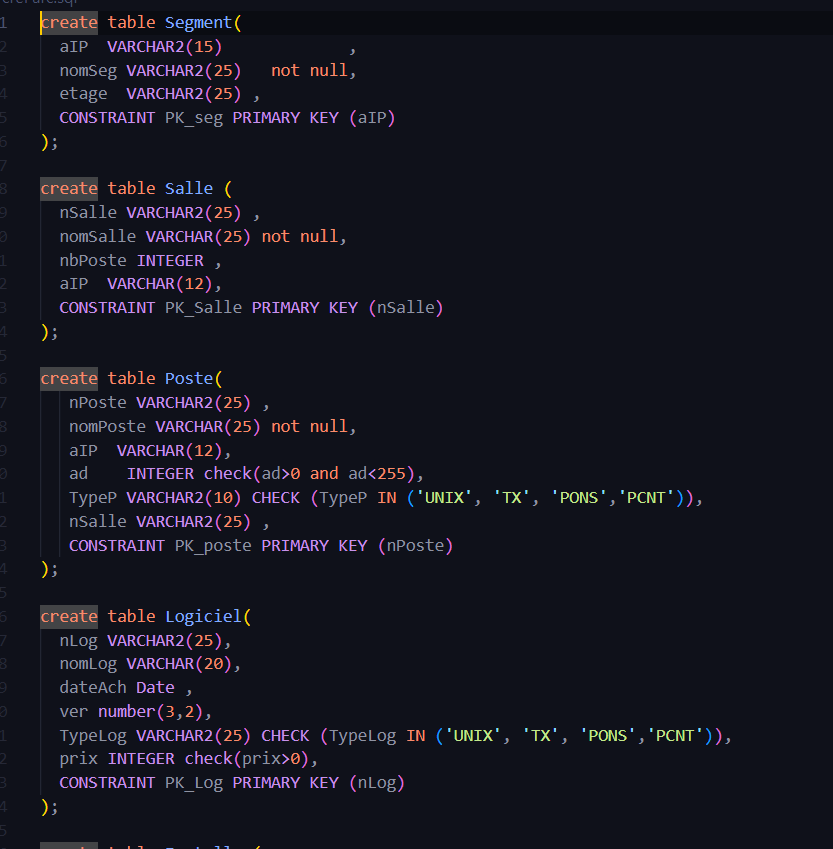 create table Segment(
aIP VARCHAR2(15) ,
nomSeg VARCHAR2(25) not null,
etage VARCHAR2(25) ,
CONSTRAINT PK_seg PRIMARY KEY (aIP)
);
create table Salle (
nSalle VARCHAR2(25) ,
nomSalle VARCHAR(25) not null,
nbPoste INTEGER ,
aIP VARCHAR(12),
CONSTRAINT PK_Salle PRIMARY KEY (nSalle)
);
create table Poste(
nPoste VARCHAR2(25) ,
nomPoste VARCHAR(25) not null,
aIP VARCHAR(12),
ad INTEGER check(ad>0 and ad<255),
TypeP VARCHAR2(10) CHECK (TypeP IN ('UNIX', 'TX', 'PONS','PCNT')),
nSalle VARCHAR2(25) ,
CONSTRAINT PK_poste PRIMARY KEY (nPoste)
);
create table Logiciel(
nLog VARCHAR2(25),
nomLog VARCHAR(20),
dateAch Date ,
ver number(3,2),
TypeLog VARCHAR2(25) CHECK (TypeLog IN ('UNIX', 'TX', 'PONS','PCNT')),
prix INTEGER check(prix>0),
CONSTRAINT PK_Log PRIMARY KEY (nLog)
);